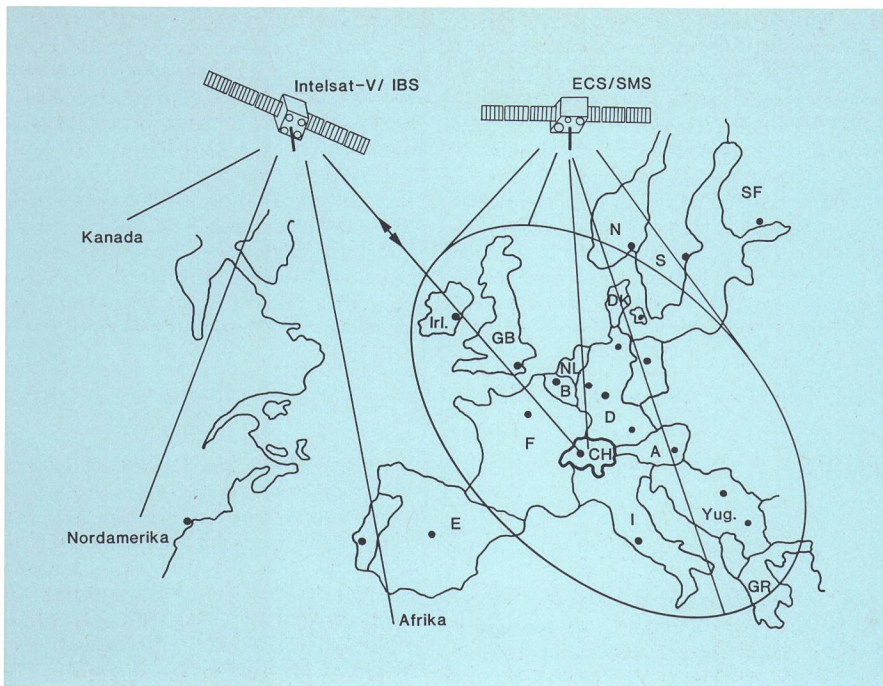 Intelsat-V/ IBS
ECS/SMS
Kanada
N
S
SF
DK
Irl.
GB
NL
B
D
F
CH
A
Nordamerika
E
I
Yug.
GR
Afrika